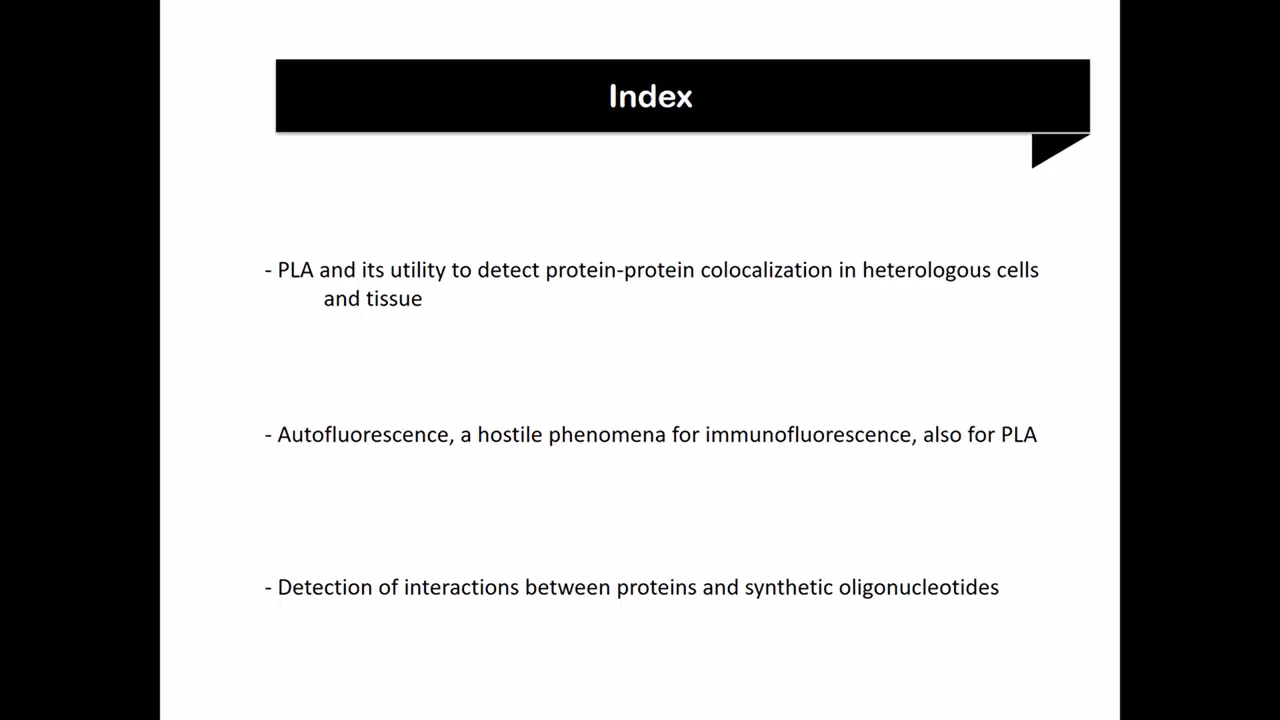 Index
- PLA and its utility to detect protein-protein colocalization in heterologous cells
and tissue
- Autofluorescence, a hostile phenomena for immunofluorescence, also for PLA
- Detection of interactions between proteins and synthetic oligonucleotides